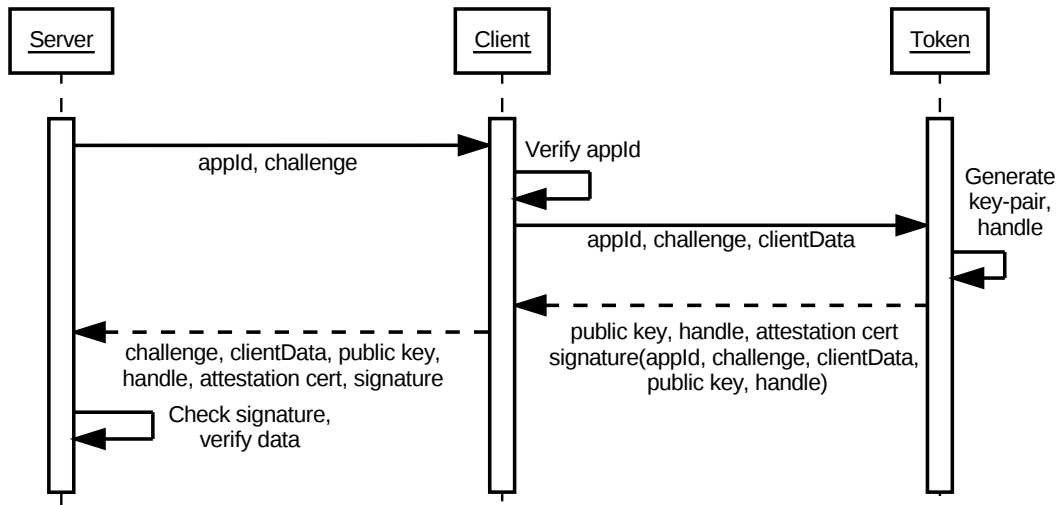 Server
Client
Token
appId, challenge
Verify appId
Generate
key-pair,
handle
appId, challenge, clientData
public key, handle, attestation cert
signature(appId, challenge, clientData,
public key, handle)
challenge, clientData, public key,
handle, attestation cert, signature
Check signature,
verify data